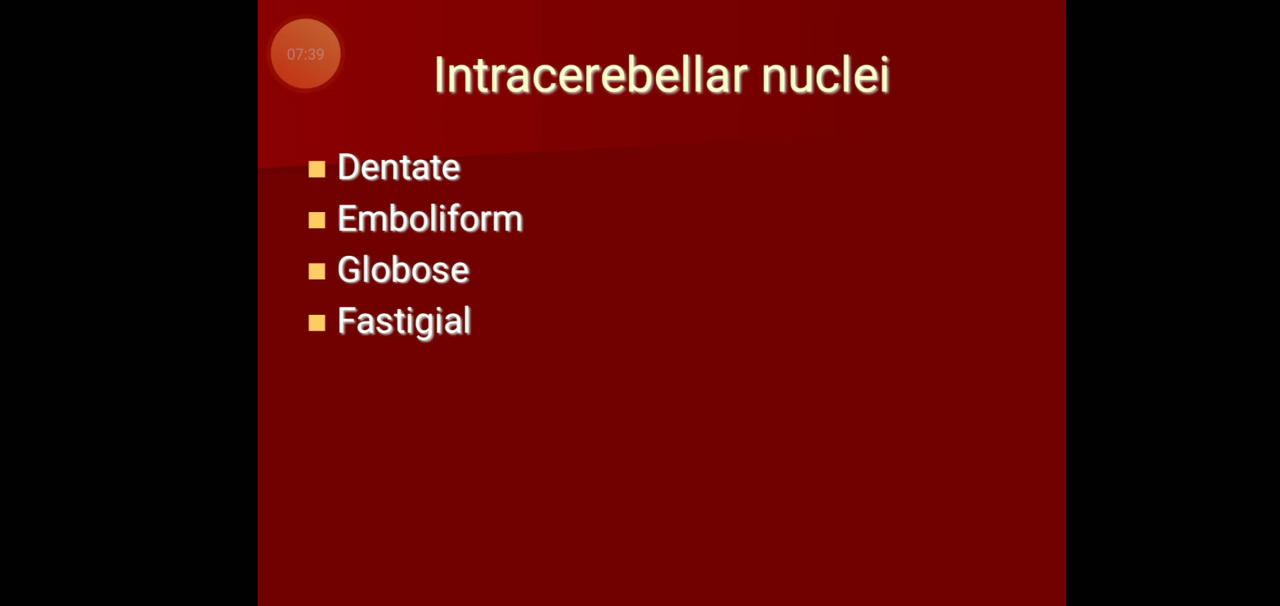 07:39
Intracerebellar nuclei
Dentate
Emboliform
Globose
Fastigial